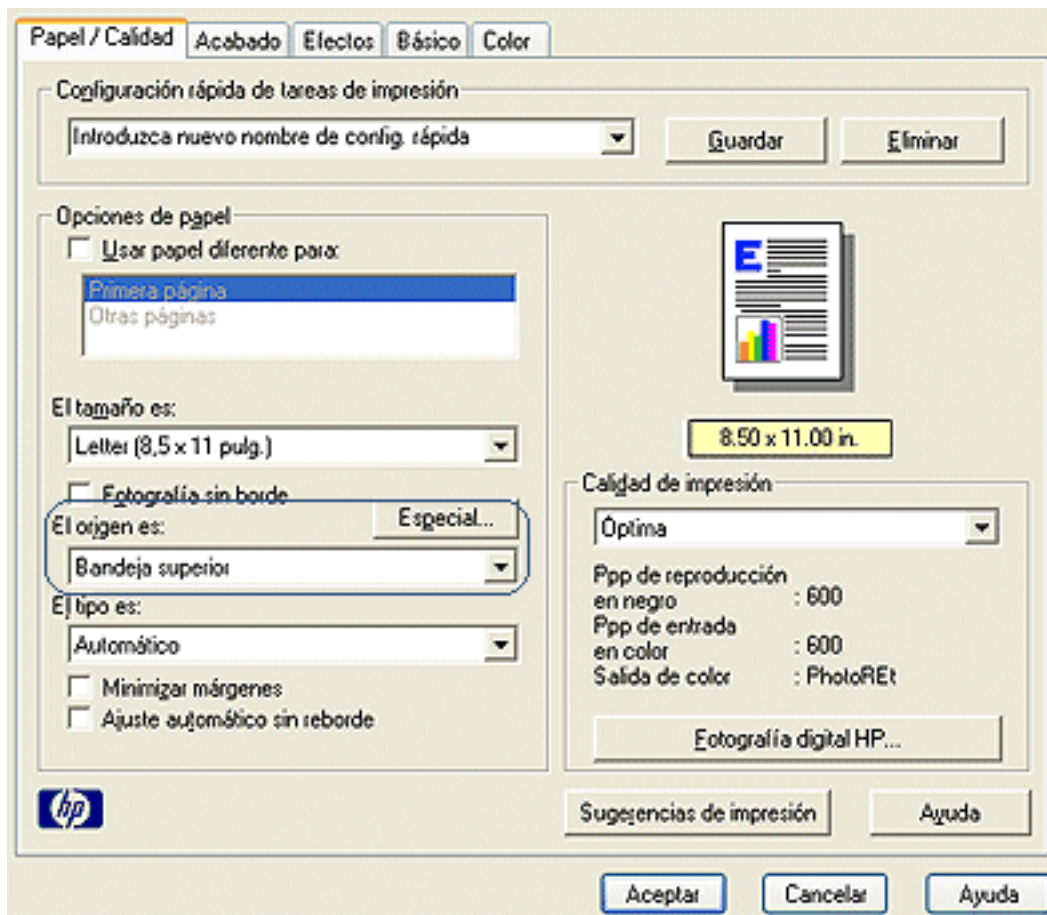 Papel / Calidad Acabado Efectos Básico Color
Configuración rápida de tareas de impresión
Introduzca nuevo nombre de config. rápida Guardar Eliminar
Opciones de papel
Usar papel diferente para:
Primera página
Otras páginas
El tamaño es:
Letter (8,5 x 11 pulg.)
Fotografía sin borde
El origen es: Especial...
Bandeja superior
El tipo es:
Automático
Minimizar márgenes
Ajuste automático sin reborde
E
8.50 x 11.00 in.
Calidad de impresión
Óptima
Ppp de reproducción
en negro : 600
Ppp de entrada
en color : 600
Salida de color : PhotoREt
Fotografía digital HP...
hp
Sugerencias de impresión Ayuda
Aceptar Cancelar Ayuda